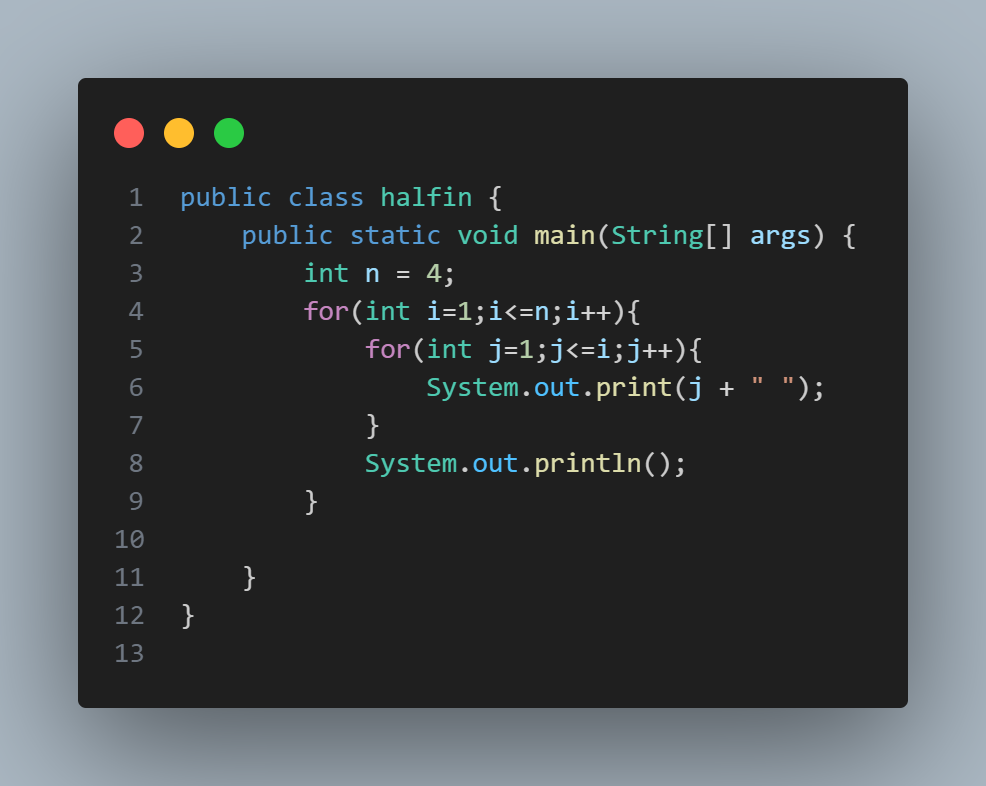 1 public class halfin {
2     public static void main(String[] args) {
3         int n = 4;
4         for(int i=1;i<=n;i++){
5             for(int j=1;j<=i;j++){
6                 System.out.print(j + " ");
7             }
8             System.out.println();
9         }
10
11     }
12 }
13